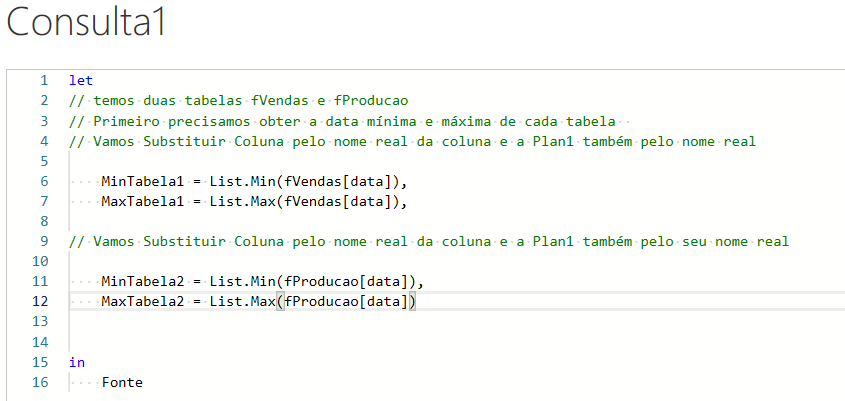 Consulta1
1 let
2 // temos duas tabelas fVendas e fProducao
3 // Primeiro precisamos obter a data mínima e máxima de cada tabela
4 // Vamos Substituir Coluna pelo nome real da coluna e a Plan1 também pelo nome real
5
6 MinTabela1 = List.Min(fVendas[data]),
7 MaxTabela1 = List.Max(fVendas[data]),
8
9 // Vamos Substituir Coluna pelo nome real da coluna e a Plan1 também pelo seu nome real
10
11 MinTabela2 = List.Min(fProducao[data]),
12 MaxTabela2 = List.Max(fProducao[data])
13
14
15 in
16 Fonte